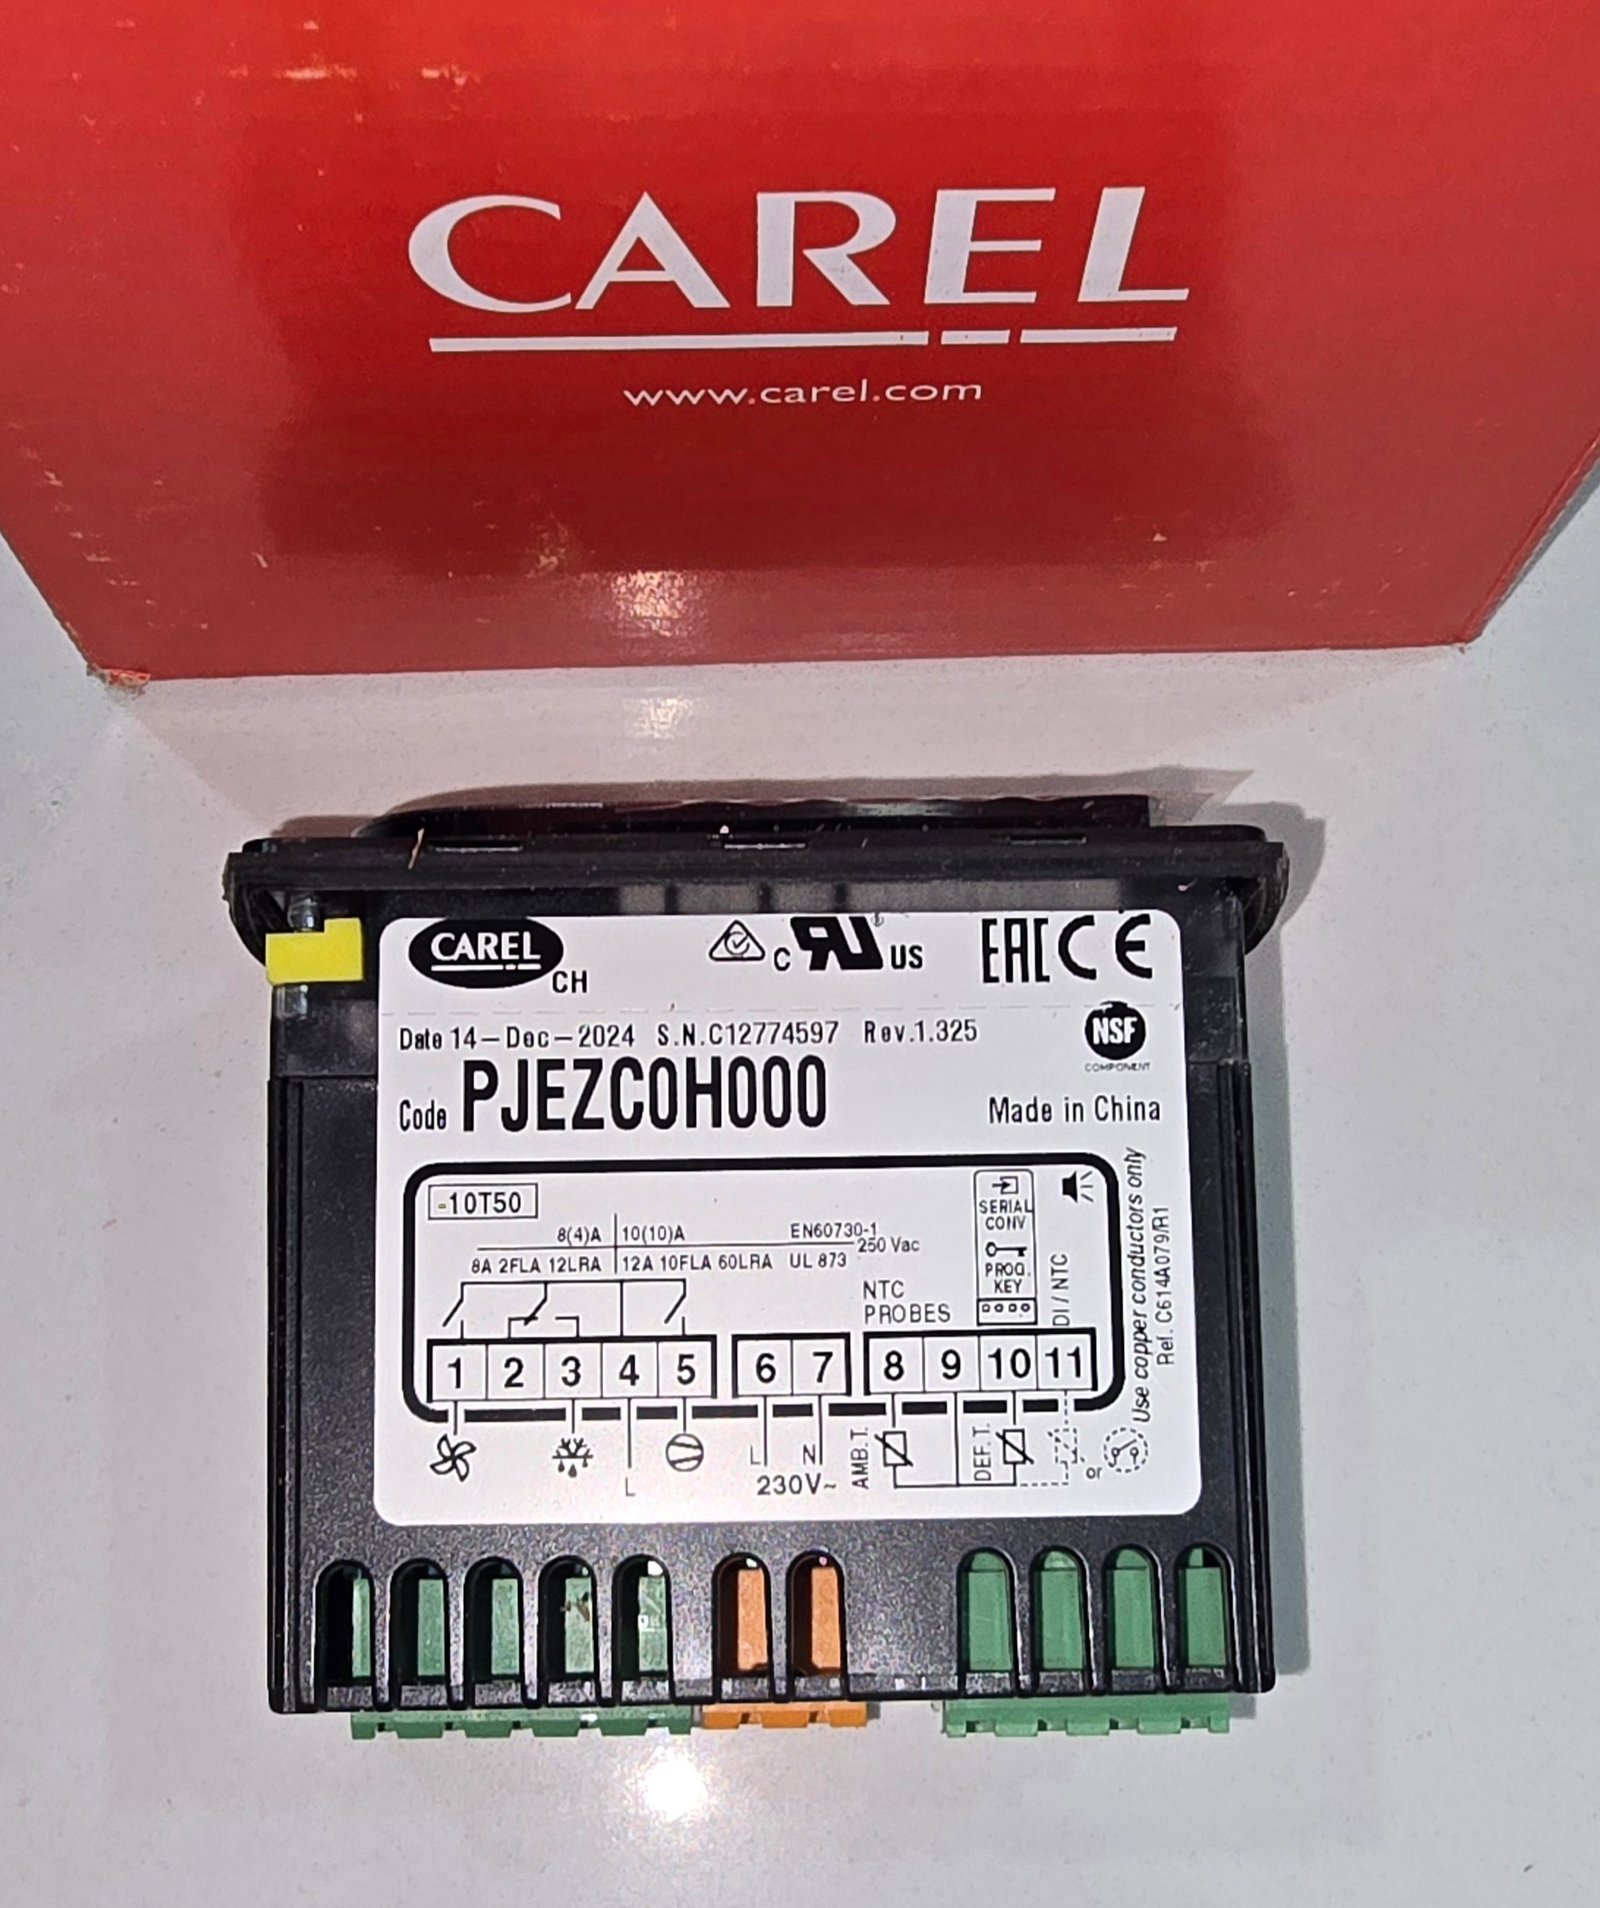 CAREL
www.carel.com
CAREL
CH
c RU US
EAC CE
Date 14-Dec-2024 S.N.C12774597 Rev.1.325
NSF
COMPONENT
Code PJEZC0H000
Made in China
-10T50
8(4)A 10(10)A EN60730-1
250 Vac
8A 2FLA 12LRA 12A 10FLA 60LRA UL 873
NTC
PROBES
SERIAL
CONV
PROG.
KEY
DI / NTC
1 2 3 4 5 6 7 8 9 10 11
L
L N
230V~
AMB. T.
DEF. T.
or
Use copper conductors only
Rel. C614A079/R1